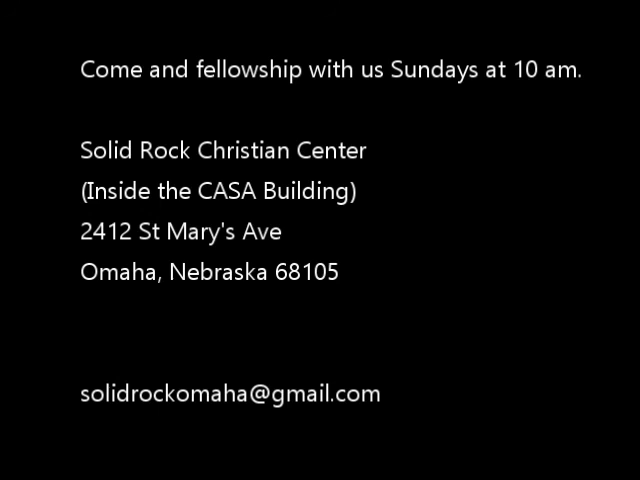 Come and fellowship with us Sundays at 10 am.
Solid Rock Christian Center
(Inside the CASA Building)
2412 St Mary's Ave
Omaha, Nebraska 68105
solidrockomaha@gmail.com